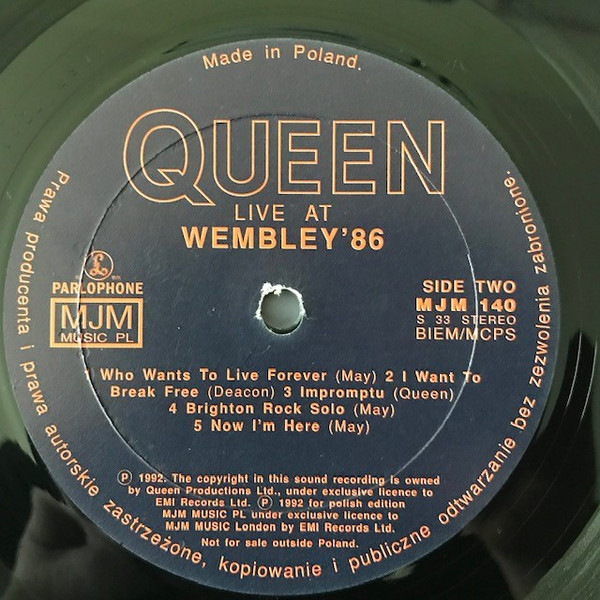 Made in Poland.
QUEEN
LIVE AT
WEMBLEY'86
PARLOPHONE
MJM
MUSIC PL
SIDE TWO
MJM 140
S 33 STEREO
BIEM/MCPS
1 Who Wants To Live Forever (May) 2 I Want To
Break Free (Deacon) 3 Impromptu (Queen)
4 Brighton Rock Solo (May)
5 Now I'm Here (May)
Ⓟ 1992. The copyright in this sound recording is owned
by Queen Productions Ltd., under exclusive licence to
EMI Records Ltd. Ⓟ 1992 for polish edition
MJM MUSIC PL under exclusive licence to
MJM MUSIC London by EMI Records Ltd.
Not for sale outside Poland.
Prawa producenta i prawa autorskie zastrzeżone, kopiowanie i publiczne odtwarzanie bez zezwolenia zabronione.